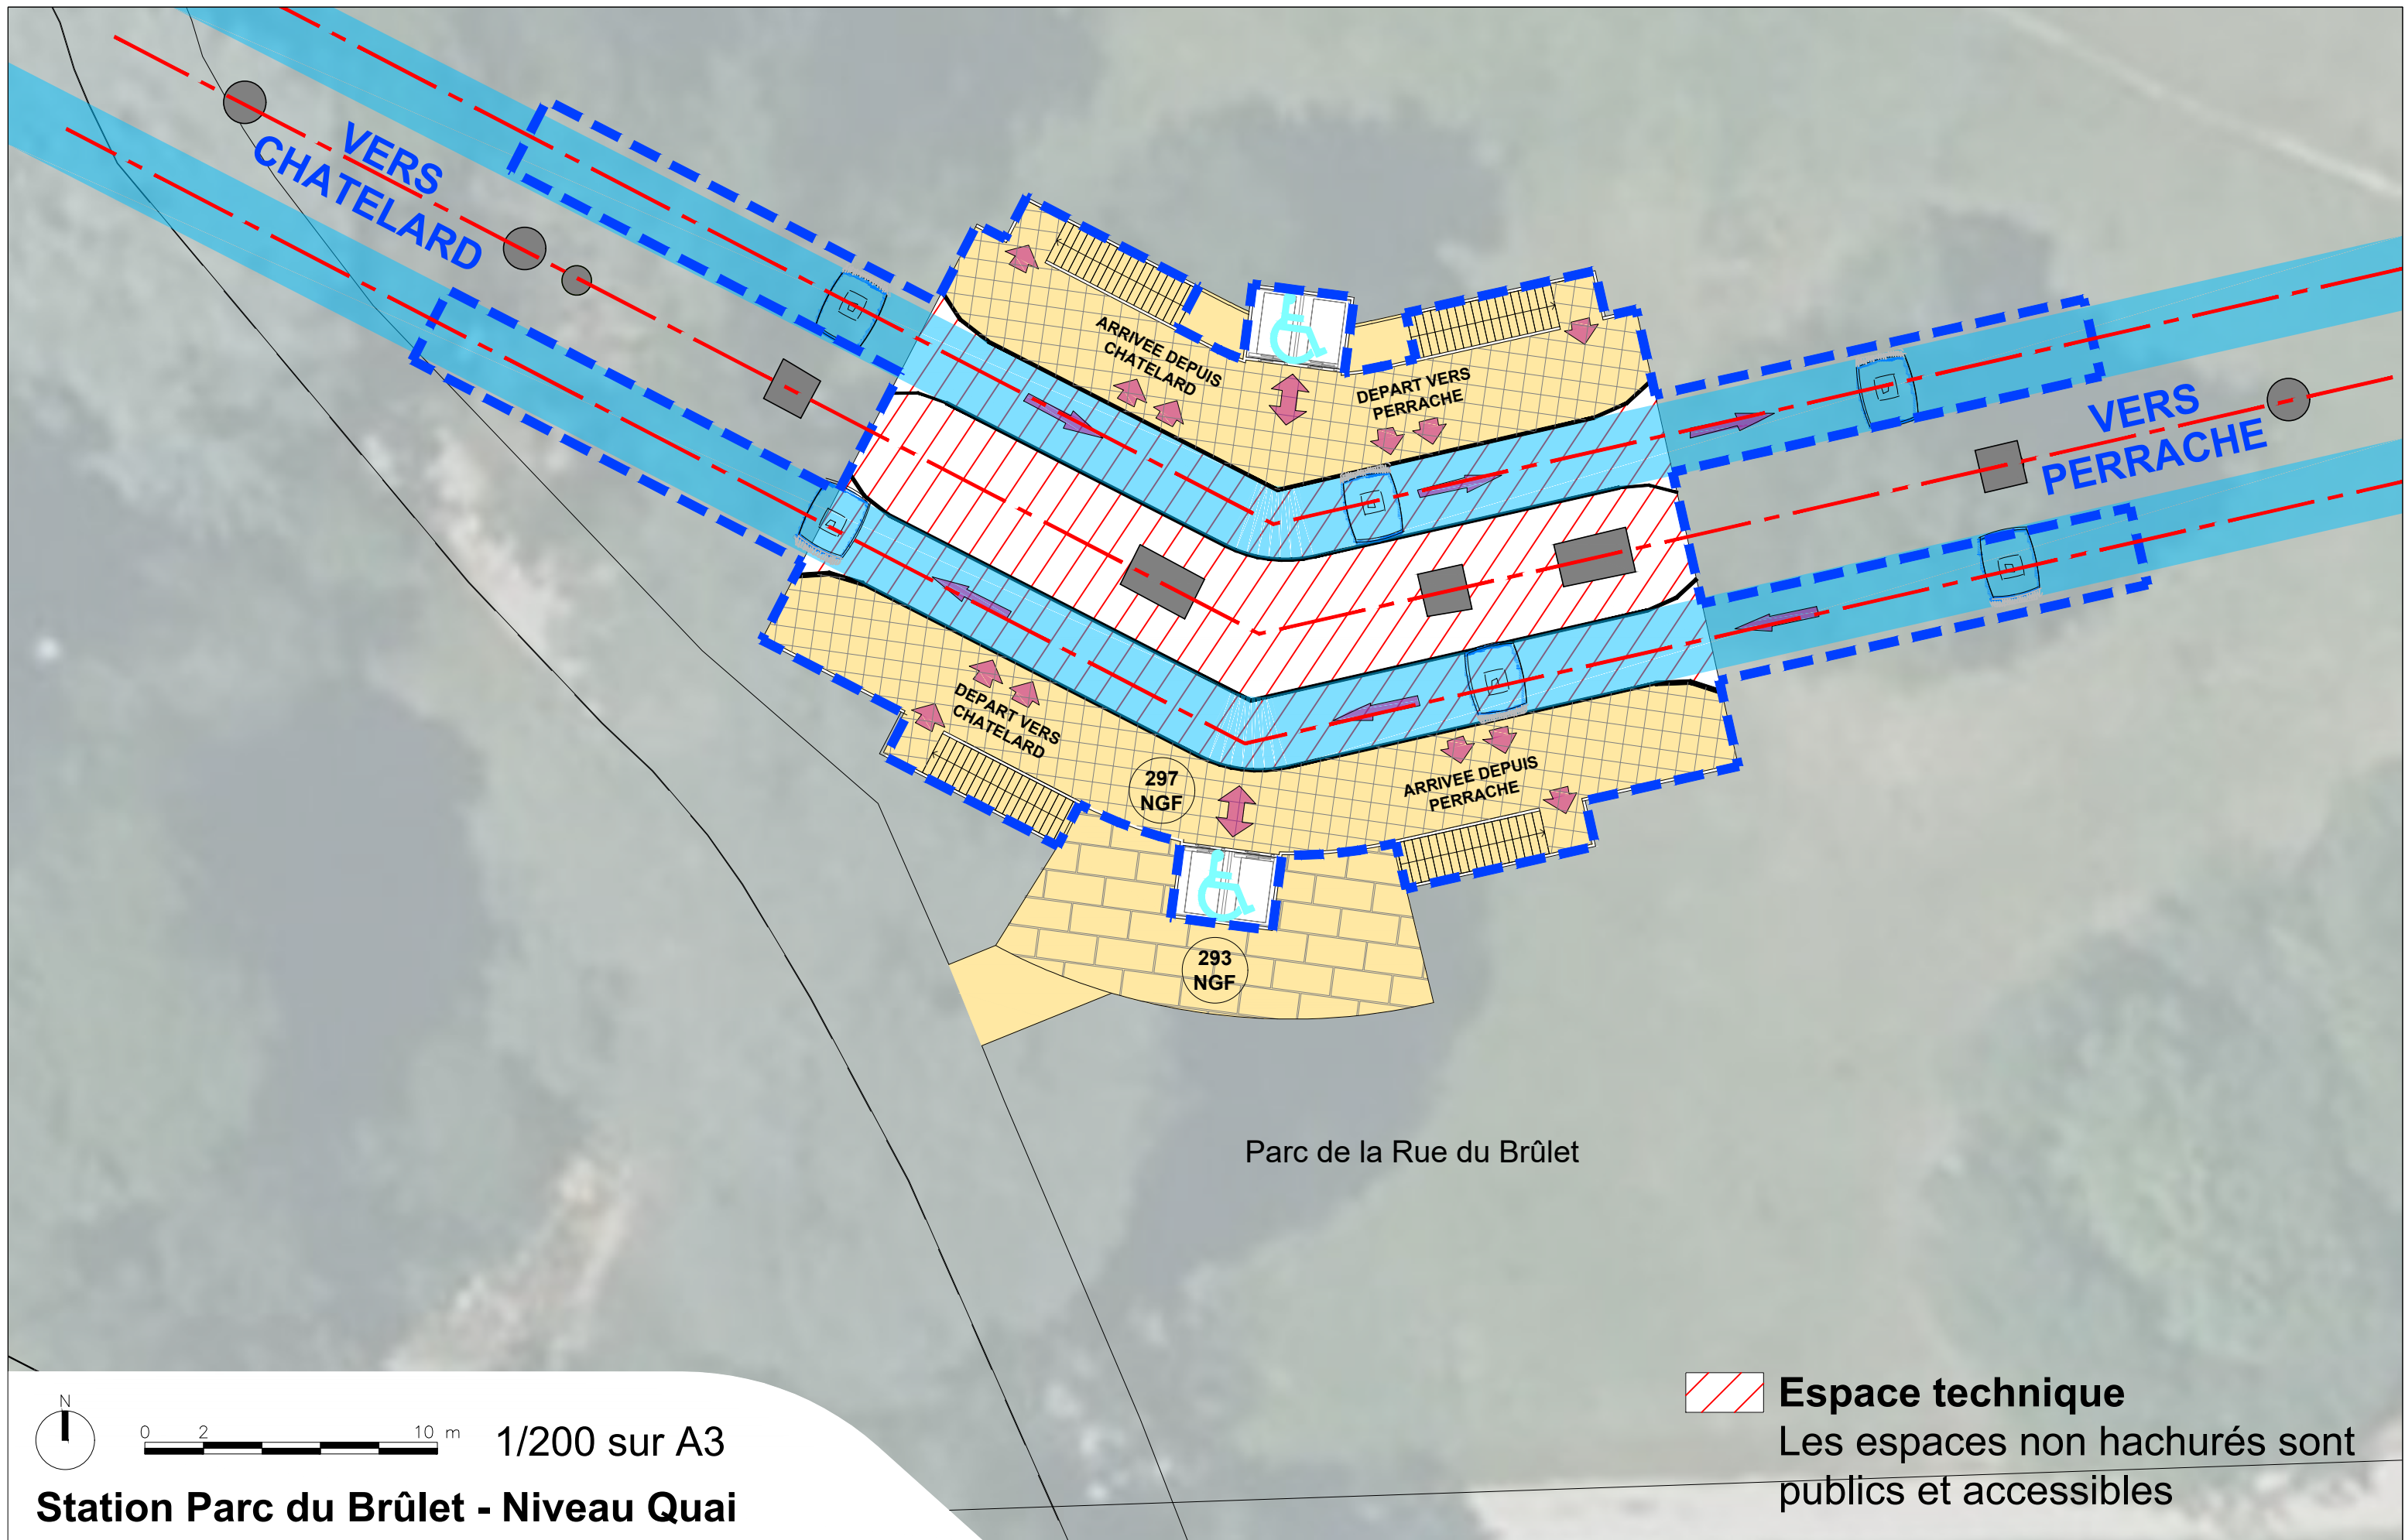 VERS
CHATELARD
ARRIVEE DEPUIS
CHATELARD
DEPART VERS
PERRACHE
VERS
PERRACHE
DEPART VERS
CHATELARD
297
NGF
ARRIVEE DEPUIS
PERRACHE
293
NGF
Parc de la Rue du Brûlet
N
0 2 10 m
1/200 sur A3
Station Parc du Brûlet - Niveau Quai
Espace technique
Les espaces non hachurés sont
publics et accessibles